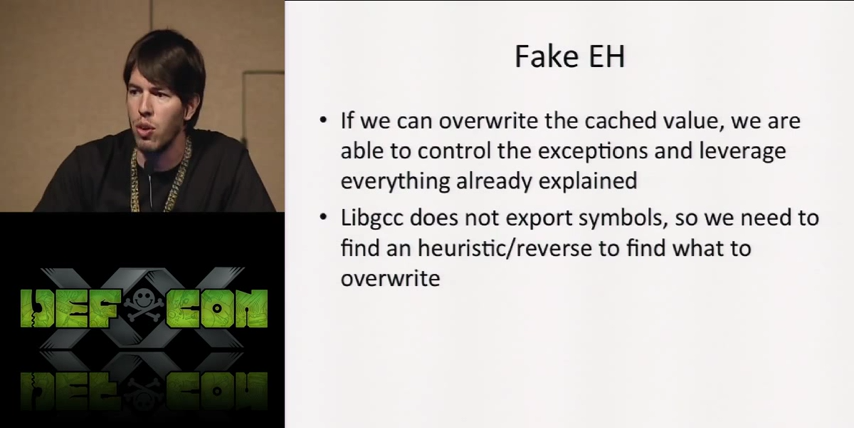 Fake EH
• If we can overwrite the cached value, we are
able to control the exceptions and leverage
everything already explained
• Libgcc does not export symbols, so we need to
find an heuristic/reverse to find what to
overwrite
DEF CON
XX